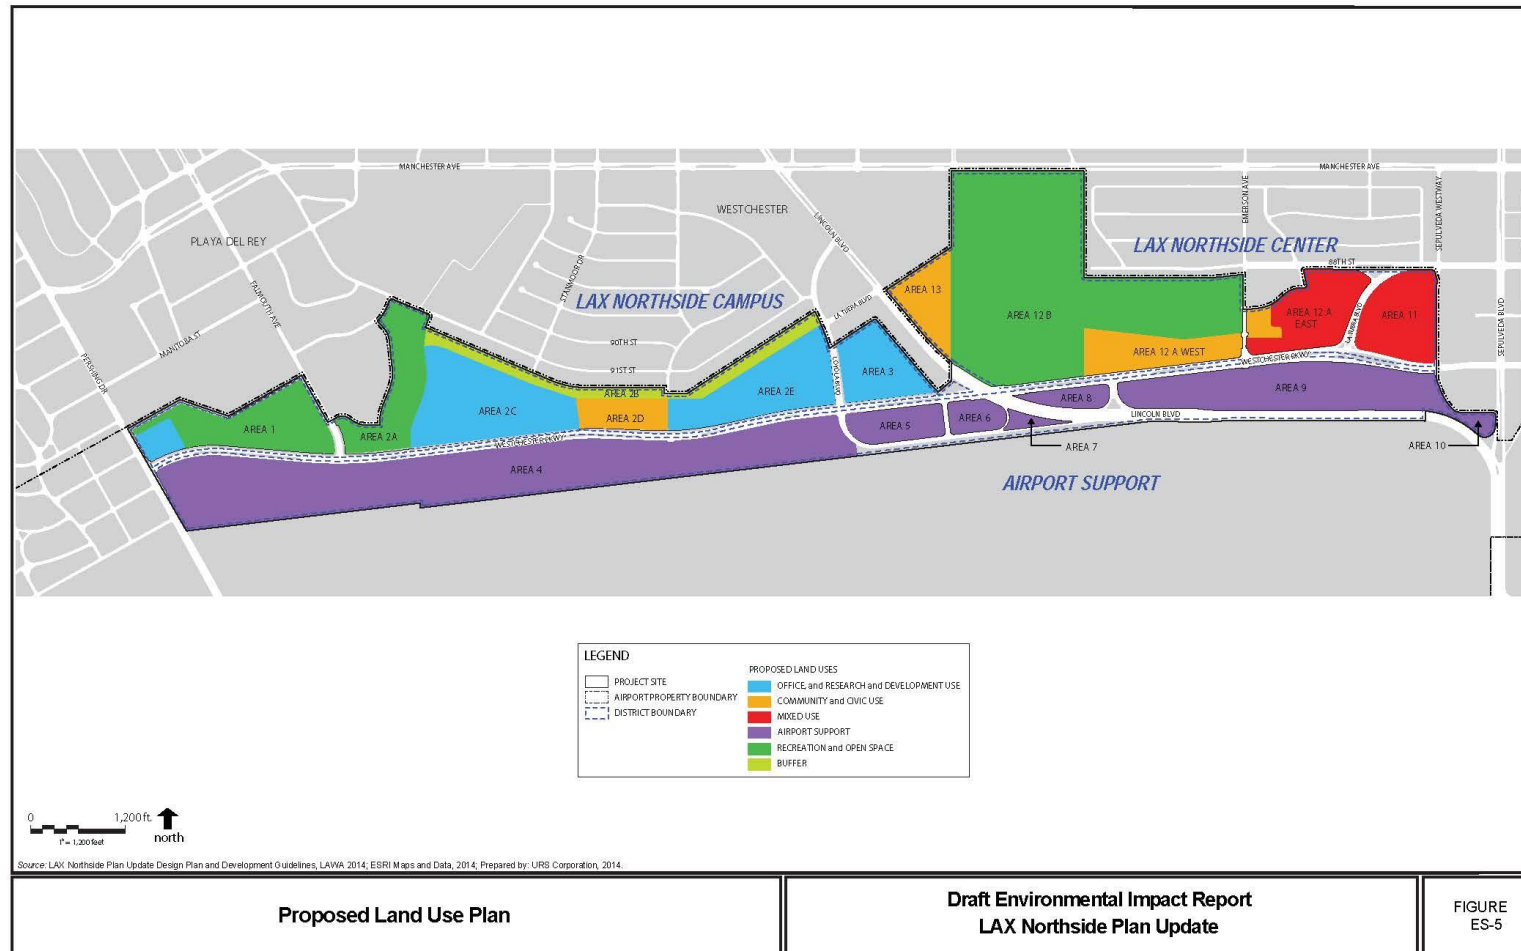 MANCHESTER AVE
MANCHESTER AVE
WESTCHESTER
PLAYA DEL REY
LINCOLN BLVD
EMERSON AVE
SEPULVEDA WESTWAY
LAX NORTHSIDE CENTER
88TH ST
STANMOOR DR
FALMOUTH AVE
LAX NORTHSIDE CAMPUS
AREA 13
LA TIJERA BLVD
AREA 12 B
AREA 12 A
EAST
LA TIJERA BLVD
AREA 11
SEPULVEDA BLVD
MANITOBA ST
PERSHING DR
90TH ST
91ST ST
AREA 12 A WEST
WESTCHESTER PKWY
LOYOLA BLVD
AREA 3
AREA 2E
AREA 2B
AREA 9
AREA 2C
AREA 2D
AREA 8
AREA 6
AREA 5
LINCOLN BLVD
AREA 1
AREA 2A
WESTCHESTER PKWY
AREA 7
AREA 10
AREA 4
AIRPORT SUPPORT
LEGEND
PROJECT SITE
AIRPORT PROPERTY BOUNDARY
DISTRICT BOUNDARY
PROPOSED LAND USES
OFFICE, and RESEARCH and DEVELOPMENT USE
COMMUNITY and CIVIC USE
MIXED USE
AIRPORT SUPPORT
RECREATION and OPEN SPACE
BUFFER
0 1,200 ft.
1" = 1,200 feet
north
Source: LAX Northside Plan Update Design Plan and Development Guidelines, LAWA 2014; ESRI Maps and Data, 2014; Prepared by: URS Corporation, 2014.
Proposed Land Use Plan
Draft Environmental Impact Report
LAX Northside Plan Update
FIGURE
ES-5